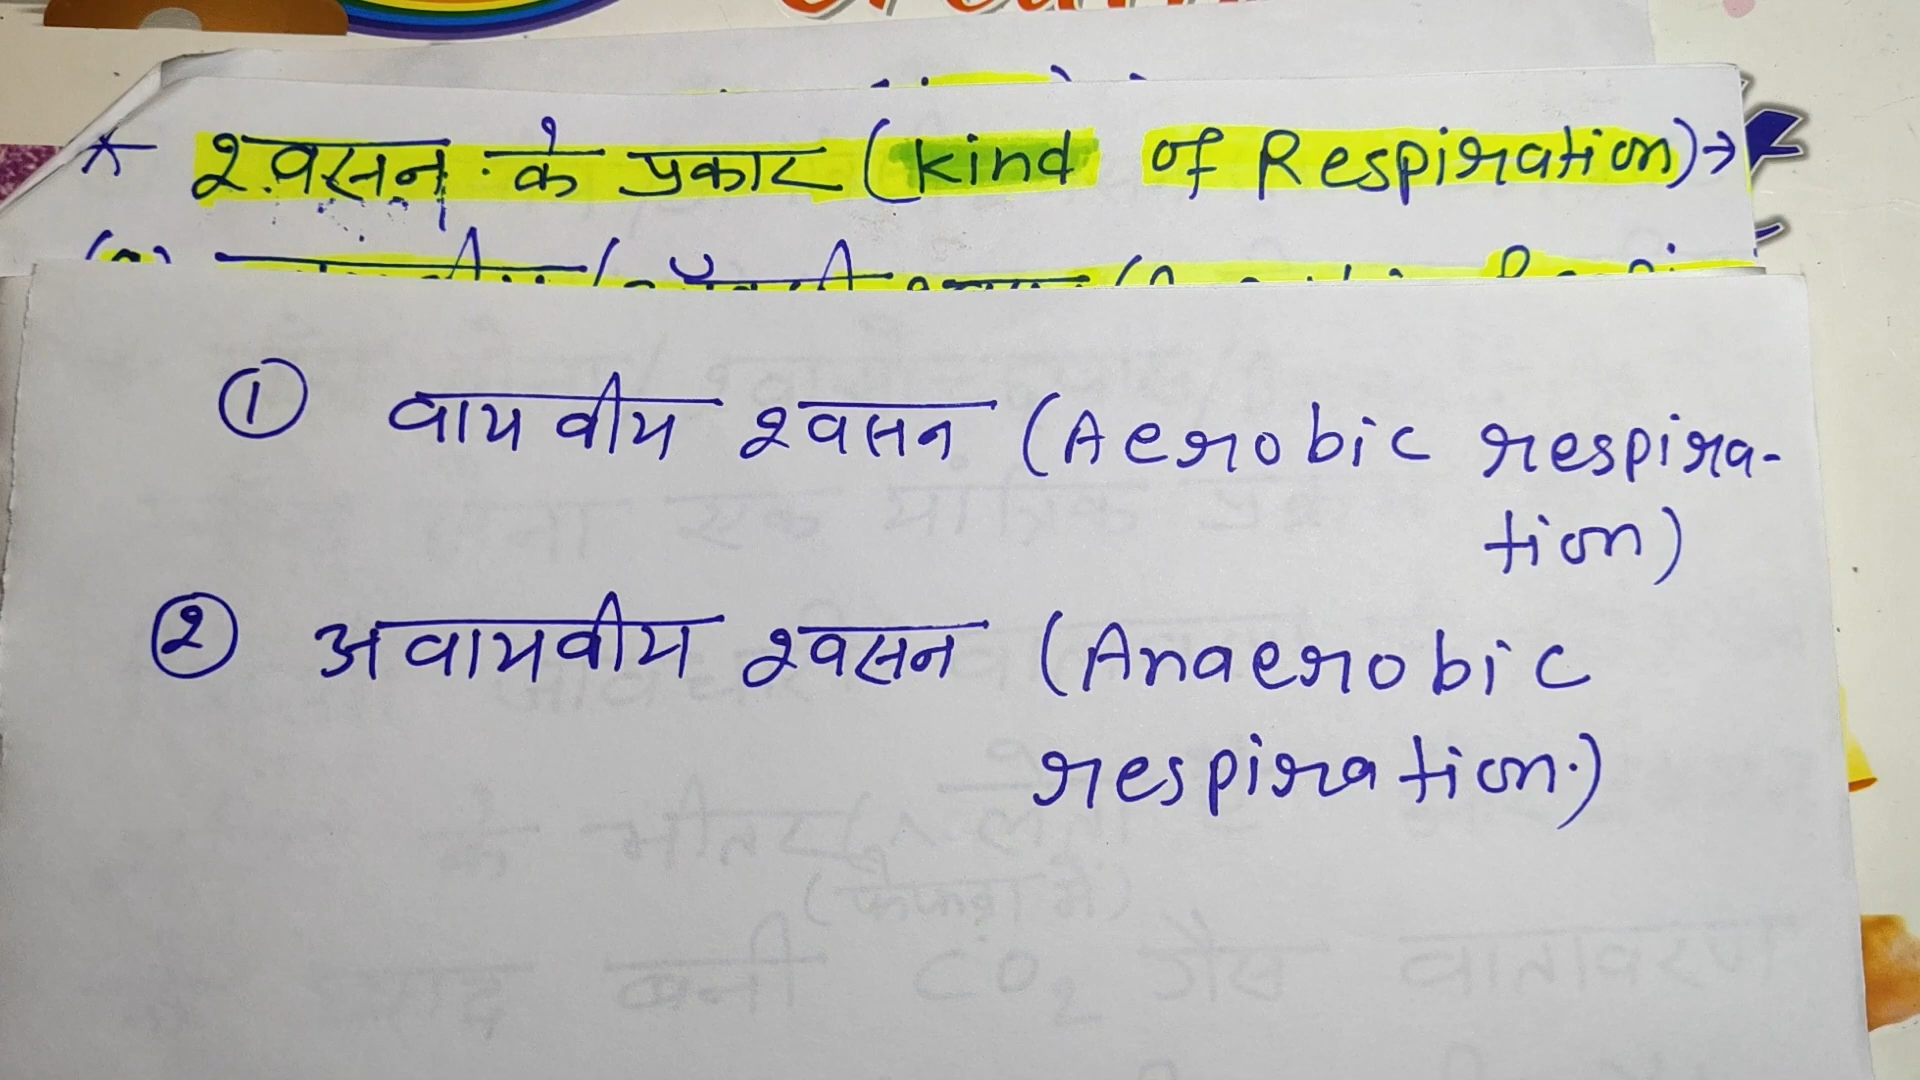 * श्वसन के प्रकार (kind of Respiration)→
① वायवीय श्वसन (Aerobic respira-
tion)
② अवायवीय श्वसन (Anaerobic
respiration.)